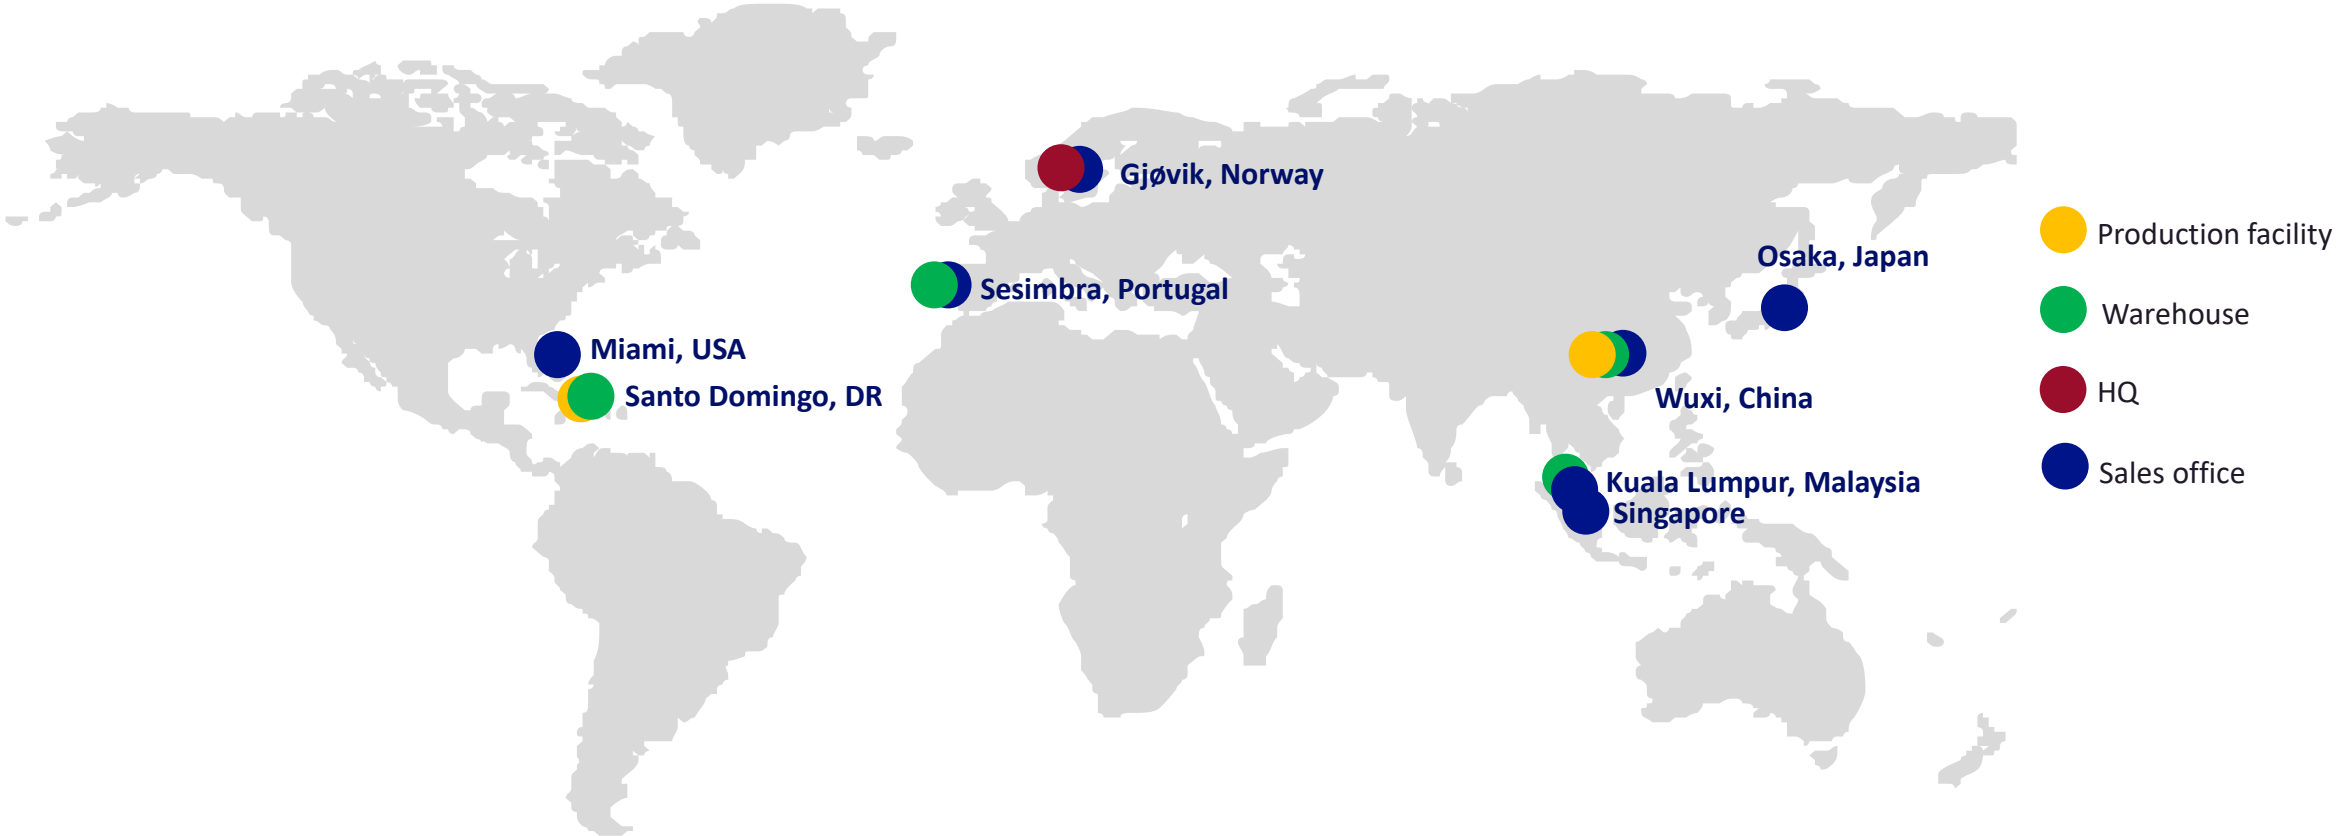 Gjøvik, Norway
Sesimbra, Portugal
Miami, USA
Santo Domingo, DR
Osaka, Japan
Wuxi, China
Kuala Lumpur, Malaysia
Singapore
Production facility
Warehouse
HQ
Sales office